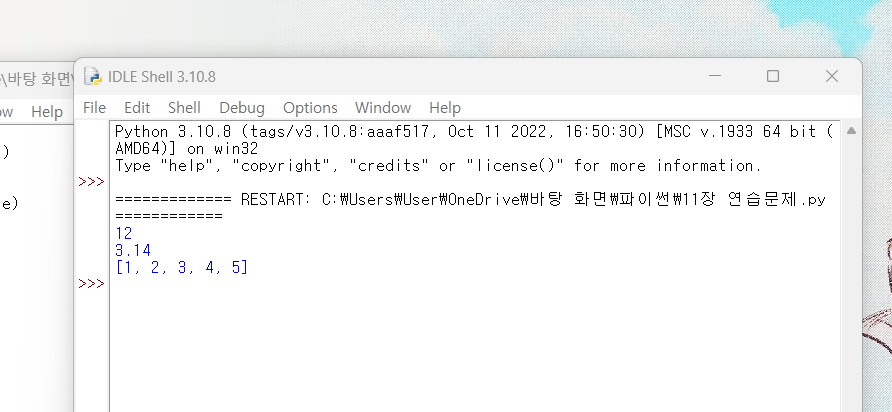 \바탕 화면\
IDLE Shell 3.10.8
ow Help
File Edit Shell Debug Options Window Help
)
e)
Python 3.10.8 (tags/v3.10.8:aaaf517, Oct 11 2022, 16:50:30) [MSC v.1933 64 bit (
AMD64)] on win32
Type "help", "copyright", "credits" or "license()" for more information.
>>>
============= RESTART: C:₩Users₩User₩OneDrive₩바탕 화면₩파이썬₩11장 연습문제.py
============
12
3.14
[1, 2, 3, 4, 5]
>>>